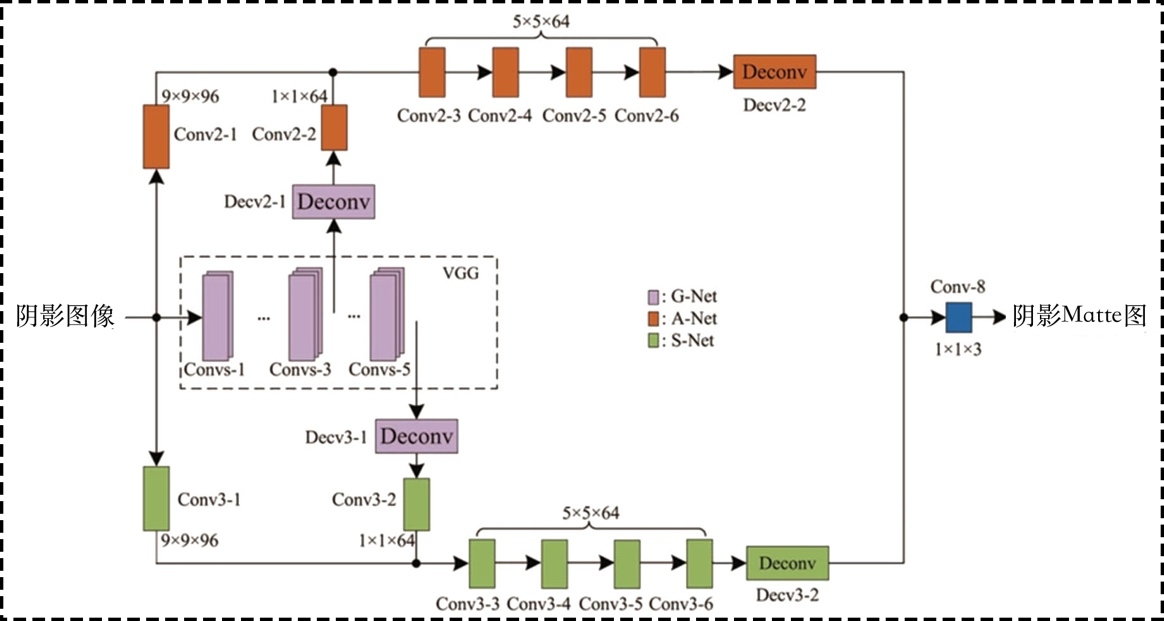 5×5×64
Deconv
Conv2-3 Conv2-4 Conv2-5 Conv2-6
Decv2-2
9×9×96
1×1×64
Conv2-1
Conv2-2
Decv2-1
Deconv
VGG
阴影图像
...
...
Convs-1
Convs-3
Convs-5
: G-Net
: A-Net
: S-Net
Conv-8
阴影Matte图
1×1×3
Decv3-1
Deconv
Conv3-1
Conv3-2
9×9×96
1×1×64
5×5×64
Deconv
Conv3-3 Conv3-4 Conv3-5 Conv3-6
Decv3-2